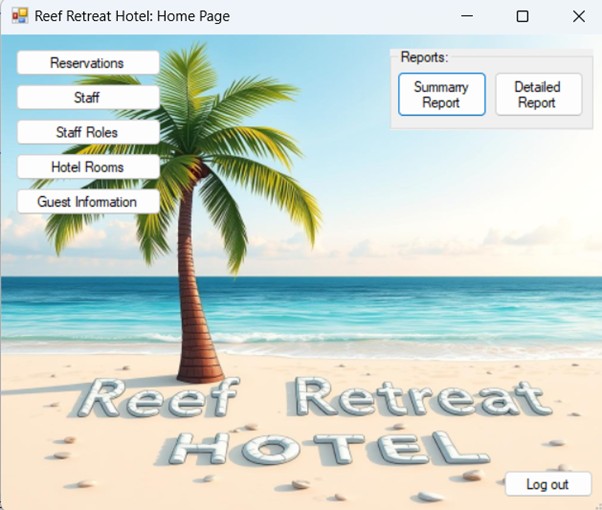 Reef Retreat Hotel: Home Page
Reservations
Staff
Staff Roles
Hotel Rooms
Guest Information
Reports:
Summarry
Report
Detailed
Report
Reef Retreat
HOTEL
Log out